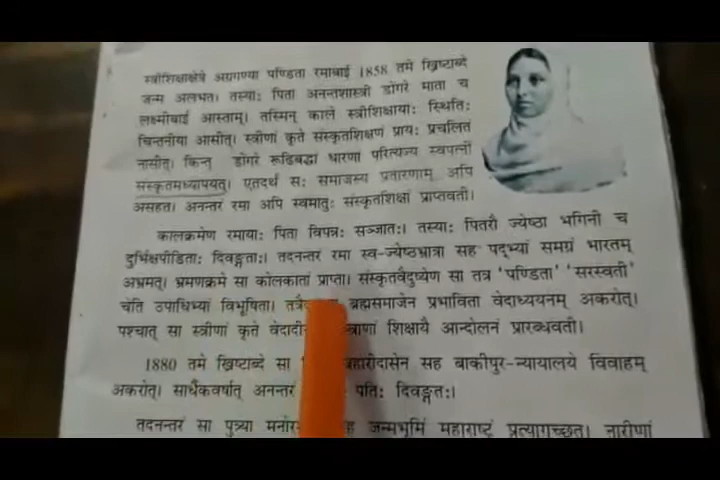 स्त्रीशिक्षाक्षेत्रे अग्रगण्या पण्डिता रमाबाई 1858 तमे ख्रिष्टाब्दे
जन्म अलभत। तस्याः पिता अनन्तशास्त्री डोंगरे माता च
लक्ष्मीबाई आस्ताम्। तस्मिन् काले स्त्रीशिक्षायाः स्थितिः
चिन्तनीया आसीत्। स्त्रीणां कृते संस्कृतशिक्षणं प्रायः प्रचलितं
नासीत्। किन्तु डोंगरे रूढिबद्धां धारणां परित्यज्य स्वपत्नीं
संस्कृतमध्यापयत्। एतदर्थं सः समाजस्य प्रतारणाम् अपि
असहत। अनन्तरं रमा अपि स्वमातुः संस्कृतशिक्षां प्राप्तवती।
कालक्रमेण रमायाः पिता विपन्नः सञ्जातः। तस्याः पितरौ ज्येष्ठा भगिनी च
दुर्भिक्षपीडिताः दिवङ्गताः। तदनन्तरं रमा स्व-ज्येष्ठभ्रात्रा सह पद्भ्यां समग्रं भारतम्
अभ्रमत्। भ्रमणक्रमे सा कोलकातां प्राप्ता। संस्कृतवैदुष्येण सा तत्र 'पण्डिता' 'सरस्वती'
चेति उपाधिभ्यां विभूषिता। ब्रह्मसमाजेन प्रभाविता वेदाध्ययनम् अकरोत्।
पश्चात् सा स्त्रीणां कृते शिक्षायै आन्दोलनं प्रारब्धवती।
1880 तमे ख्रिष्टाब्दे सा सह बाकीपुर-न्यायालये विवाहम्
अकरोत्। सार्धैकवर्षात् अनन्तरं पतिः दिवङ्गतः।
तदनन्तरं सा पुत्र्या जन्मभूमिं महाराष्ट्रं प्रत्यागच्छत्। नारीणां